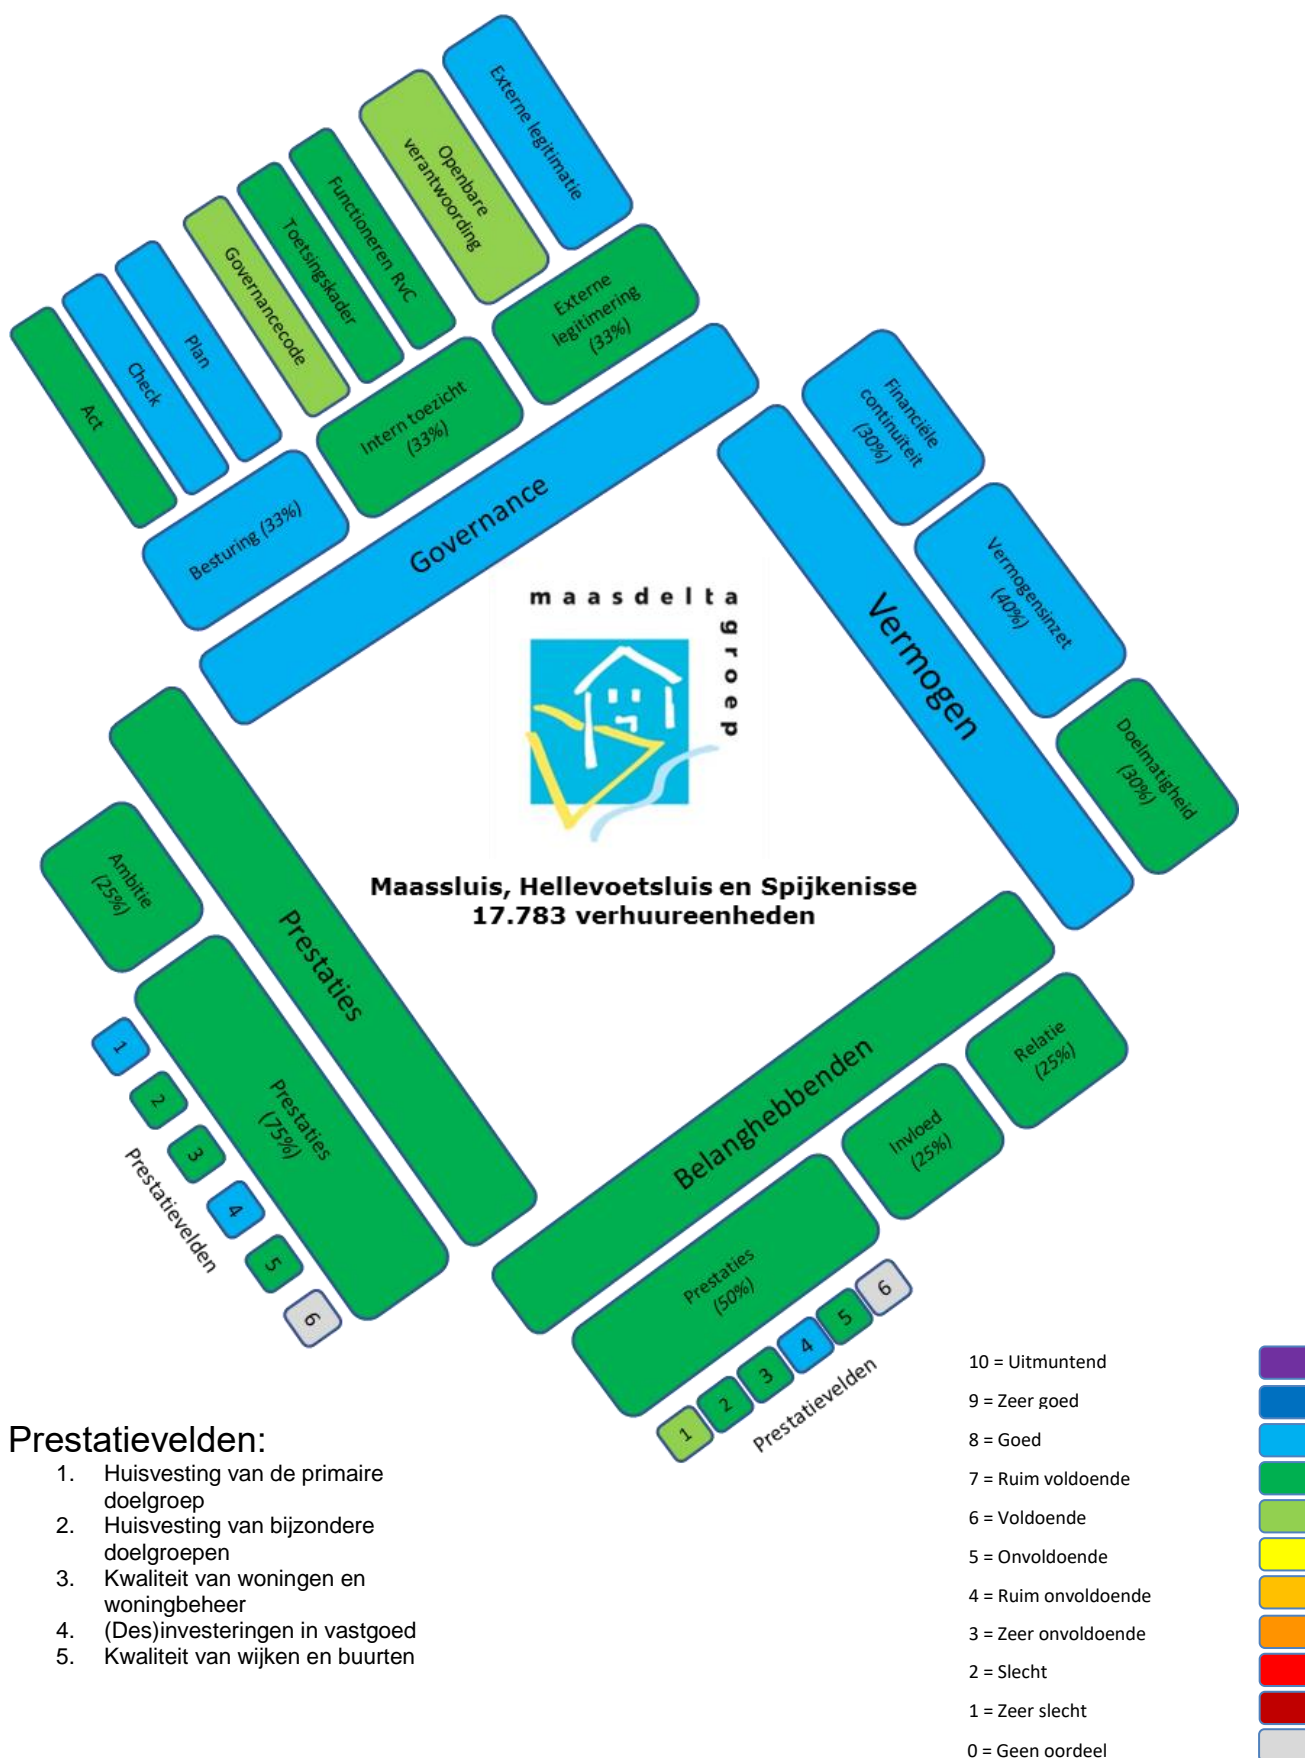 Externe legitimatie
Openbare
verantwoording
Functioneren RvC
Toetsingskader
Governancecode
Plan
Check
Act
Externe
legitimering
(33%)
Intern toezicht
(33%)
Besturing (33%)
Governance
Financiële
continuïteit
(30%)
Vermogensinzet
(40%)
Doelmatigheid
(30%)
Vermogen
maasdelta
groep
Maassluis, Hellevoetsluis en Spijkenisse
17.783 verhuureenheden
Ambitie
(25%)
Prestaties
Prestaties
(75%)
1
2
3
4
5
6
Prestatievelden
Belanghebbenden
Relatie
(25%)
Invloed
(25%)
Prestaties
(50%)
1
2
3
4
5
6
Prestatievelden
Prestatievelden:
1. Huisvesting van de primaire
doelgroep
2. Huisvesting van bijzondere
doelgroepen
3. Kwaliteit van woningen en
woningbeheer
4. (Des)investeringen in vastgoed
5. Kwaliteit van wijken en buurten
10 = Uitmuntend
9 = Zeer goed
8 = Goed
7 = Ruim voldoende
6 = Voldoende
5 = Onvoldoende
4 = Ruim onvoldoende
3 = Zeer onvoldoende
2 = Slecht
1 = Zeer slecht
0 = Geen oordeel